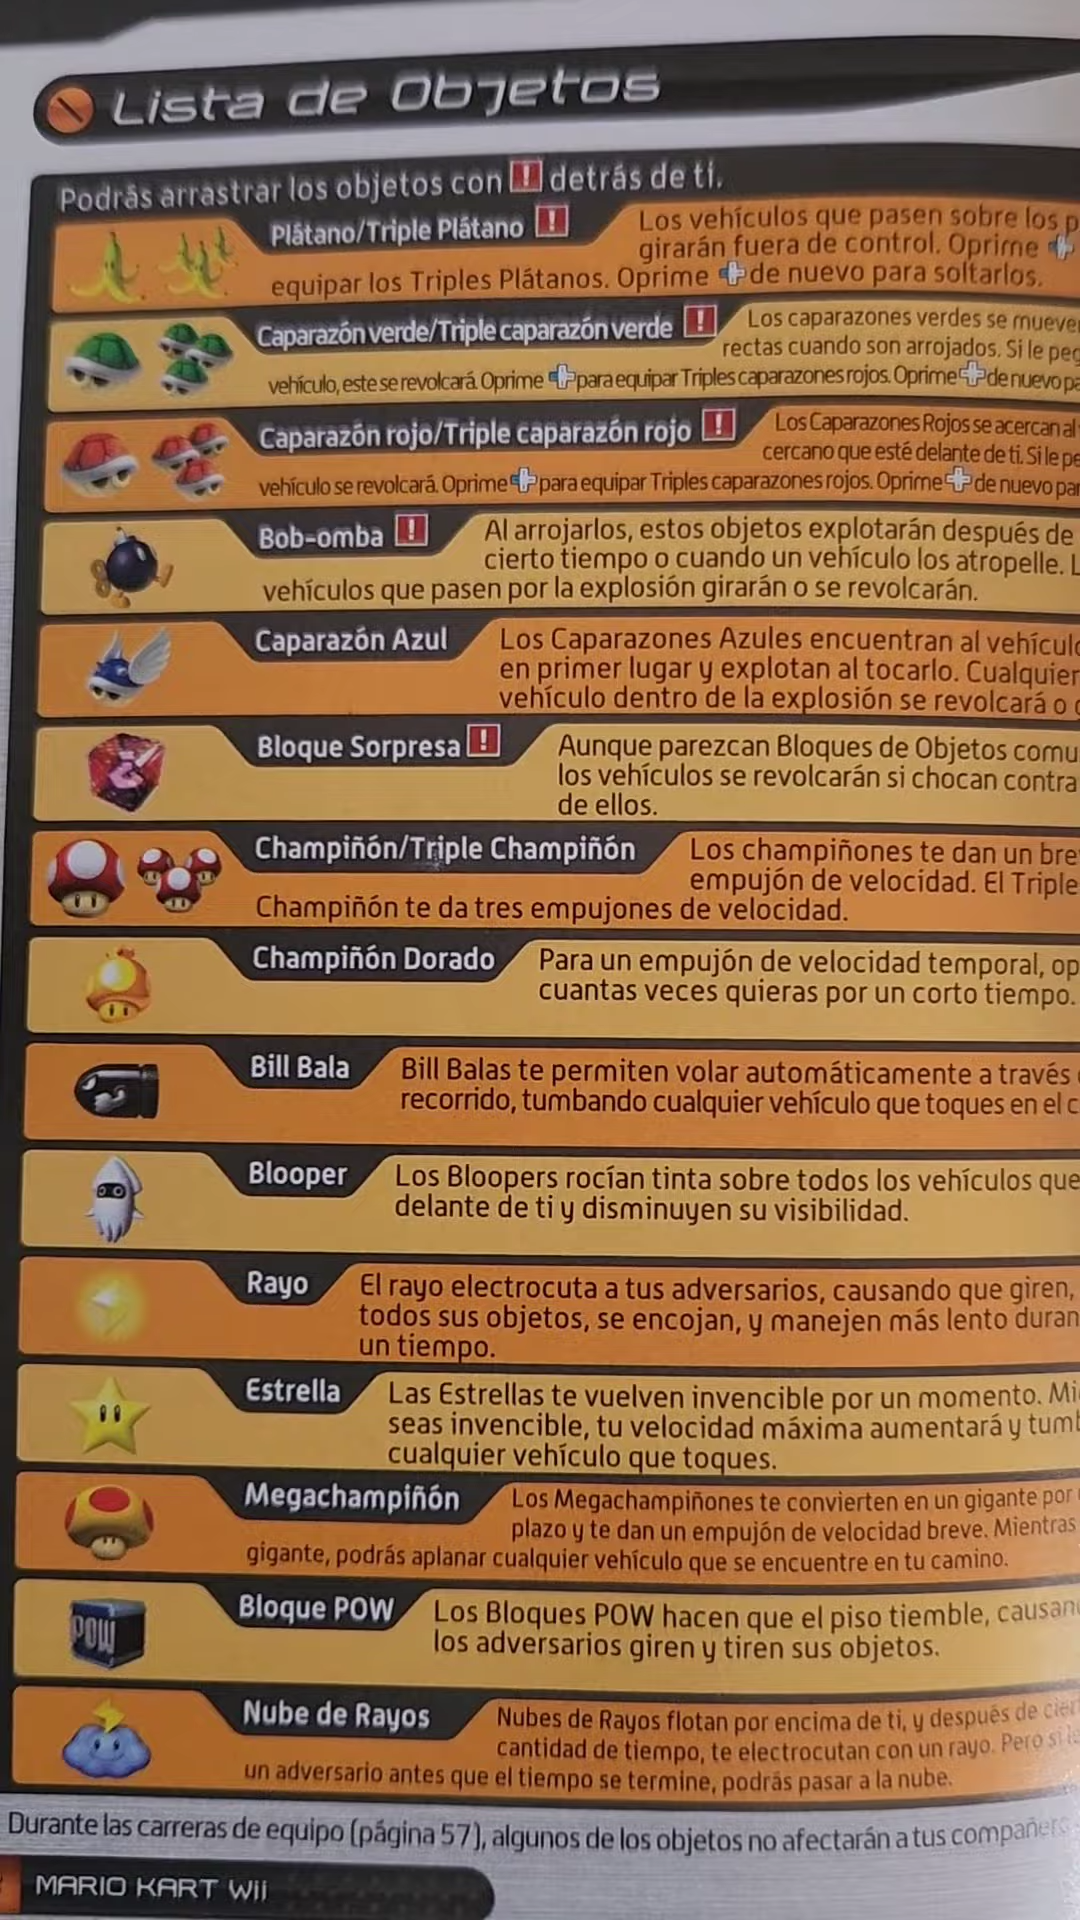 Lista de Objetos
Podrás arrastrar los objetos con ! detrás de ti.
Plátano/Triple Plátano !
Los vehículos que pasen sobre los
girarán fuera de control. Oprime
equipar los Triples Plátanos. Oprime de nuevo para soltarlos.
Caparazón verde/Triple caparazón verde !
Los caparazones verdes se
rectas cuando son arrojados. Si le
vehículo, este se revolcará. Oprime para equipar Triples caparazones rojos. Oprime de nuevo
Caparazón rojo/Triple caparazón rojo !
Los Caparazones Rojos se acercan al
cercano que esté delante de ti. Si le
vehículo se revolcará. Oprime para equipar Triples caparazones rojos. Oprime de nuevo
Bob-omba !
Al arrojarlos, estos objetos explotarán después de
cierto tiempo o cuando un vehículo los atropelle.
vehículos que pasen por la explosión girarán o se revolcarán.
Caparazón Azul
Los Caparazones Azules encuentran al
en primer lugar y explotan al tocarlo. Cualquier
vehículo dentro de la explosión se revolcará o
Bloque Sorpresa !
Aunque parezcan Bloques de Objetos
los vehículos se revolcarán si chocan contra
de ellos.
Champiñón/Triple Champiñón
Los champiñones te dan un
empujón de velocidad. El Triple
Champiñón te da tres empujones de velocidad.
Champiñón Dorado
Para un empujón de velocidad temporal,
cuantas veces quieras por un corto tiempo.
Bill Bala
Bill Balas te permiten volar automáticamente a través
recorrido, tumbando cualquier vehículo que toques en el
Blooper
Los Bloopers rocían tinta sobre todos los vehículos que
delante de ti y disminuyen su visibilidad.
Rayo
El rayo electrocuta a tus adversarios, causando que giren,
todos sus objetos, se encojan, y manejen más lento
un tiempo.
Estrella
Las Estrellas te vuelven invencible por un momento.
seas invencible, tu velocidad máxima aumentará y
cualquier vehículo que toques.
Megachampiñón
Los Megachampiñones te convierten en un gigante por
plazo y te dan un empujón de velocidad breve. Mientras
gigante, podrás aplanar cualquier vehículo que se encuentre en tu camino.
POW
Bloque POW
Los Bloques POW hacen que el piso tiemble,
los adversarios giren y tiren sus objetos.
Nube de Rayos
Nubes de Rayos flotan por encima de ti, y después de
cantidad de tiempo, te electrocutan con un rayo. Pero si
un adversario antes que el tiempo se termine, podrás pasar a la nube.
Durante las carreras de equipo (página 57), algunos de los objetos no afectarán a tus
MARIO KART Wii